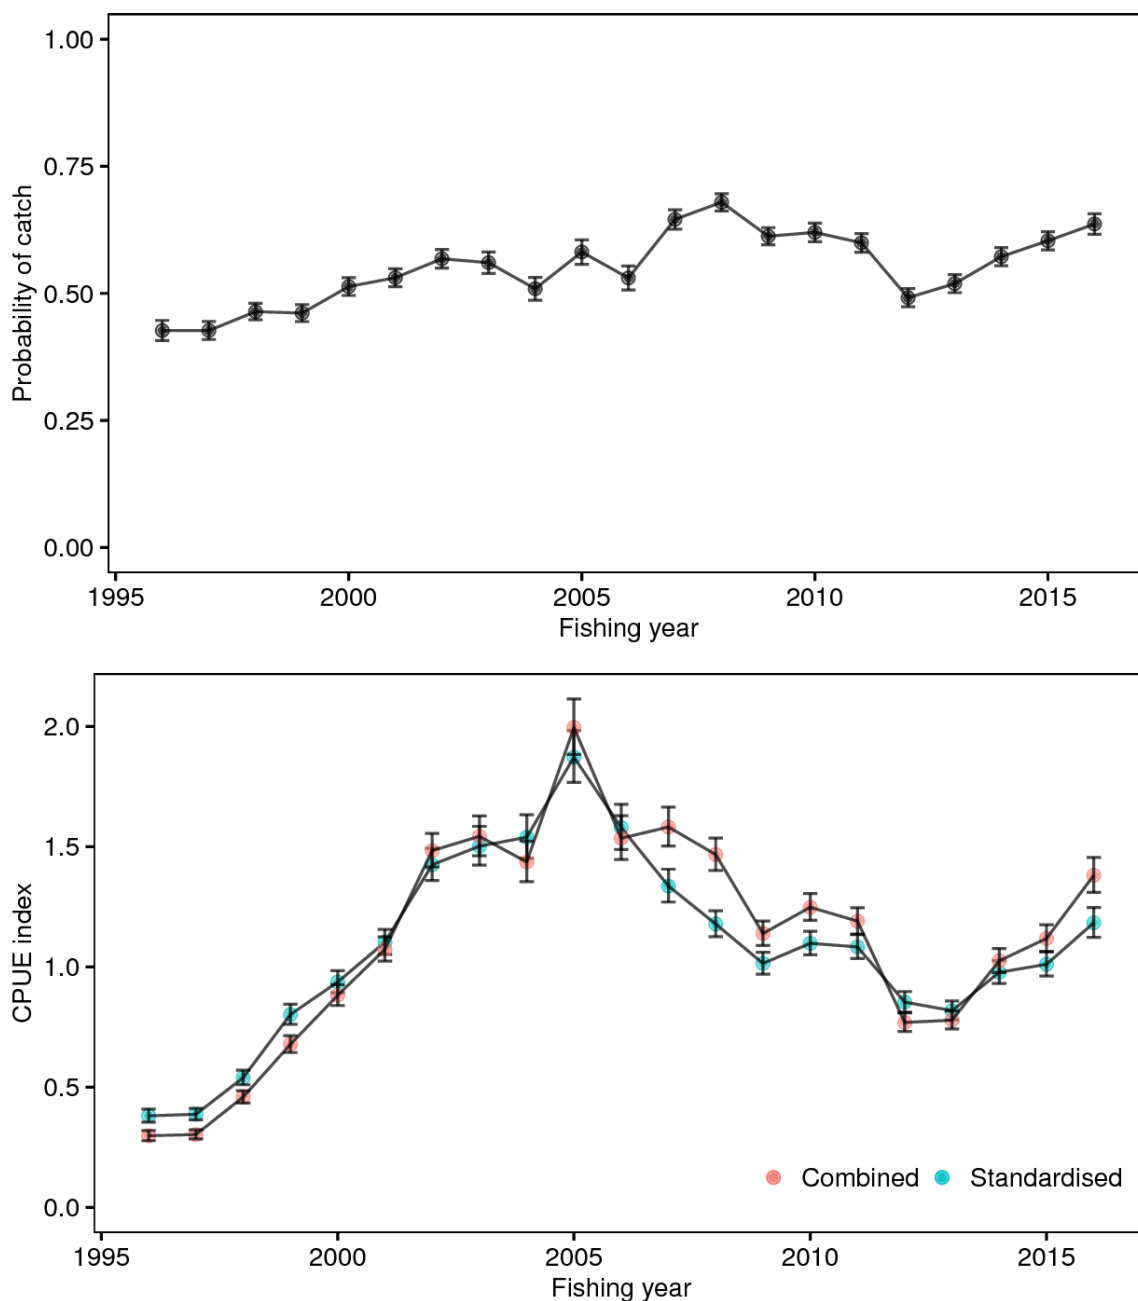 1.00
0.75
0.50
0.25
0.00
Probability of catch
1995 2000 2005 2010 2015
Fishing year
2.0
1.5
1.0
0.5
0.0
CPUE index
Combined Standardised
1995 2000 2005 2010 2015
Fishing year